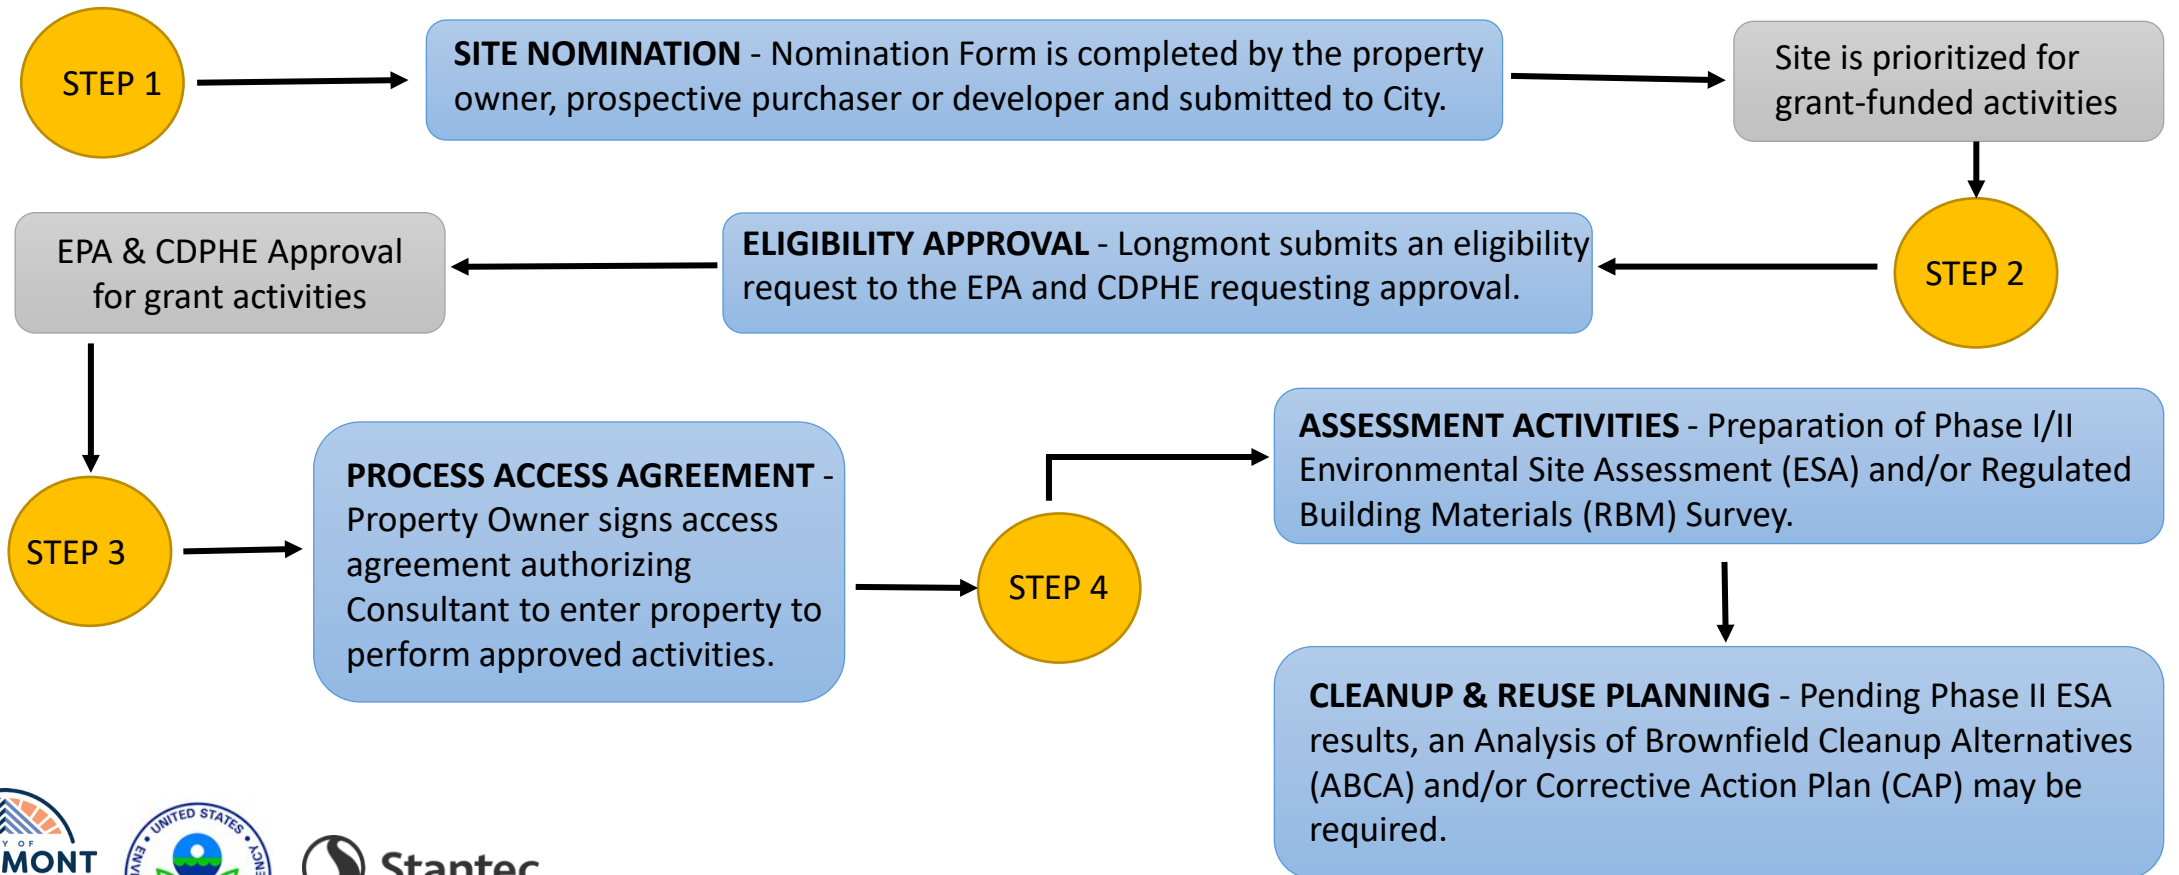 STEP 1
SITE NOMINATION - Nomination Form is completed by the property
owner, prospective purchaser or developer and submitted to City.
Site is prioritized for
grant-funded activities
STEP 2
ELIGIBILITY APPROVAL - Longmont submits an eligibility
request to the EPA and CDPHE requesting approval.
EPA & CDPHE Approval
for grant activities
STEP 3
PROCESS ACCESS AGREEMENT -
Property Owner signs access
agreement authorizing
Consultant to enter property to
perform approved activities.
STEP 4
ASSESSMENT ACTIVITIES - Preparation of Phase I/II
Environmental Site Assessment (ESA) and/or Regulated
Building Materials (RBM) Survey.
CLEANUP & REUSE PLANNING - Pending Phase II ESA
results, an Analysis of Brownfield Cleanup Alternatives
(ABCA) and/or Corrective Action Plan (CAP) may be
required.
Y OF
MONT
UNITED STATES
Stantec